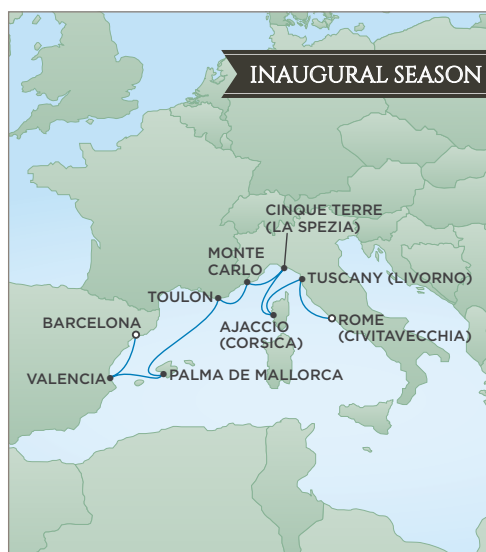 INAUGURAL SEASON
CINQUE TERRE
(LA SPEZIA)
MONTE
CARLO
TUSCANY (LIVORNO)
TOULON
BARCELONA
AJACCIO
(CORSICA)
ROME
(CIVITAVECCHIA)
VALENCIA
PALMA DE MALLORCA